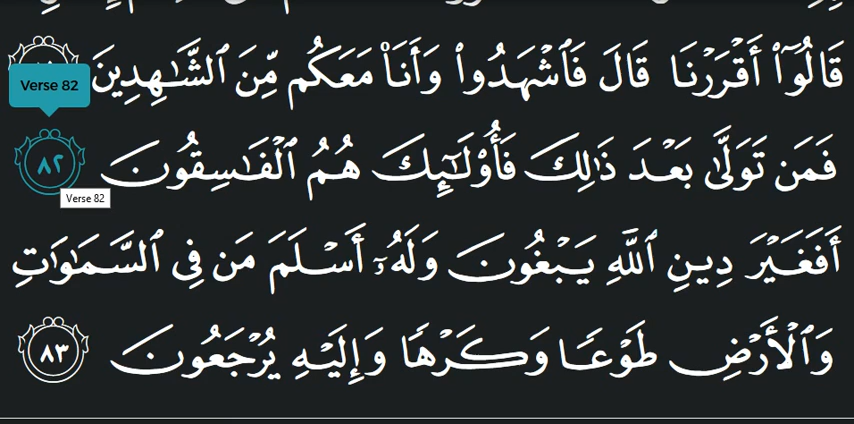 قَالُوٓا۟ أَقْرَرْنَا قَالَ فَٱشْهَدُوا۟ وَأَنَا۠ مَعَكُم مِّنَ ٱلشَّـٰهِدِينَ
Verse 82
فَمَن تَوَلَّىٰ بَعْدَ ذَٰلِكَ فَأُو۟لَـٰٓئِكَ هُمُ ٱلْفَـٰسِقُونَ ٨٢
Verse 82
أَفَغَيْرَ دِينِ ٱللَّهِ يَبْغُونَ وَلَهُۥٓ أَسْلَمَ مَن فِى ٱلسَّمَـٰوَٰتِ
وَٱلْأَرْضِ طَوْعًا وَكَرْهًا وَإِلَيْهِ يُرْجَعُونَ ٨٣